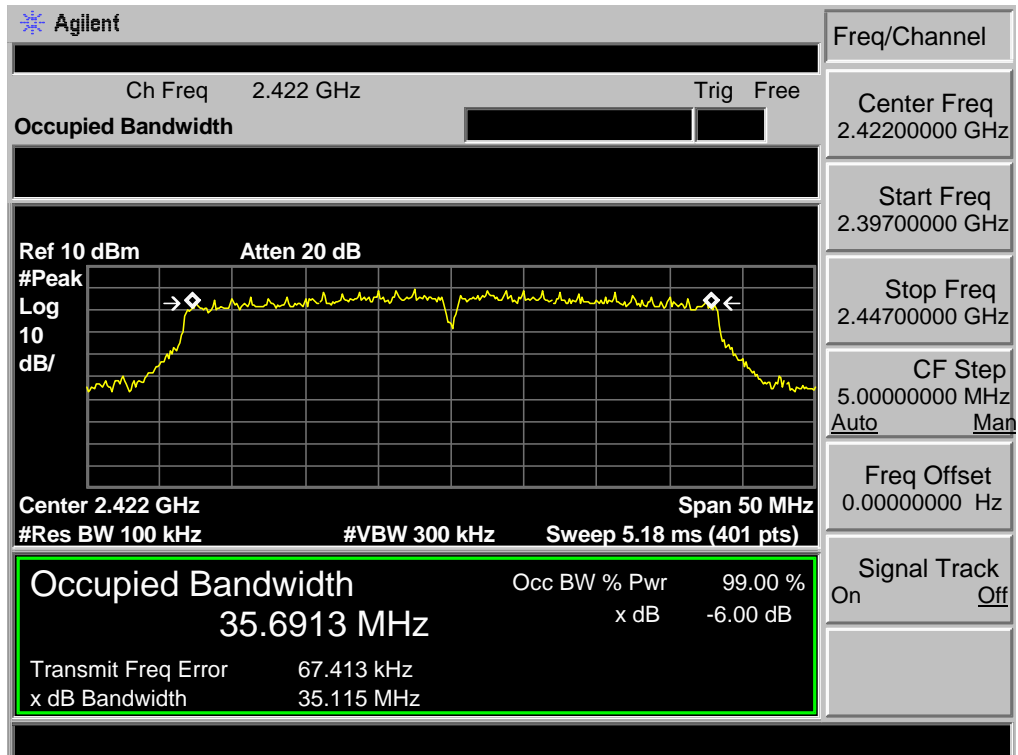 Agilent
Freq/Channel
Ch Freq 2.422 GHz Trig Free
Occupied Bandwidth
Center Freq
2.42200000 GHz
Start Freq
2.39700000 GHz
Stop Freq
2.44700000 GHz
CF Step
5.00000000 MHz
Auto Man
Freq Offset
0.00000000 Hz
Signal Track
On Off
Ref 10 dBm Atten 20 dB
#Peak
Log
10
dB/
Center 2.422 GHz Span 50 MHz
#Res BW 100 kHz #VBW 300 kHz Sweep 5.18 ms (401 pts)
Occupied Bandwidth
35.6913 MHz
Occ BW % Pwr 99.00 %
x dB -6.00 dB
Transmit Freq Error 67.413 kHz
x dB Bandwidth 35.115 MHz